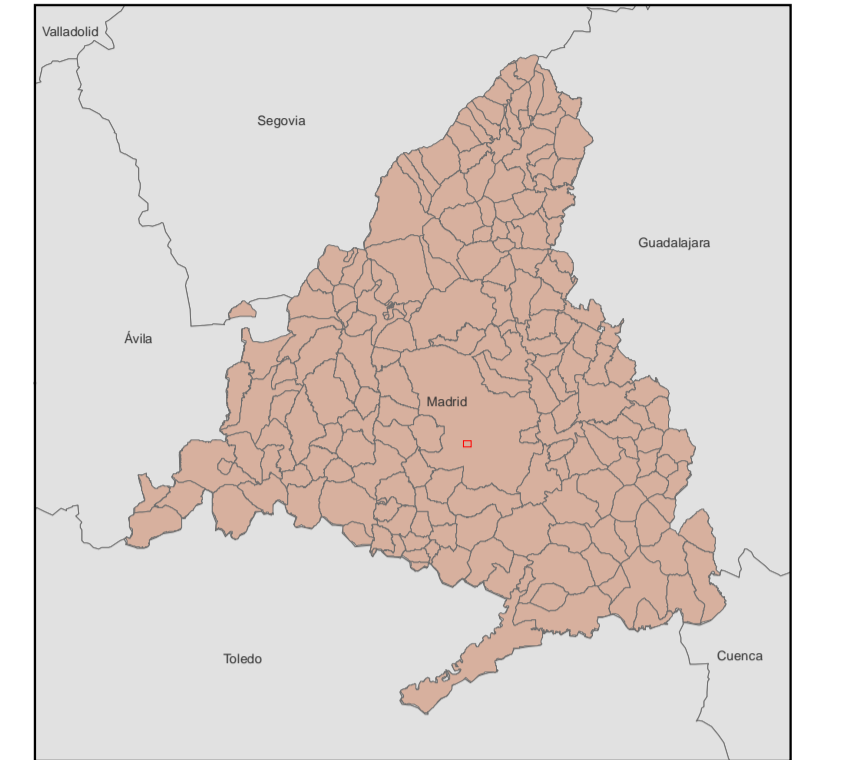 Valladolid
Segovia
Guadalajara
Ávila
Madrid
Toledo
Cuenca